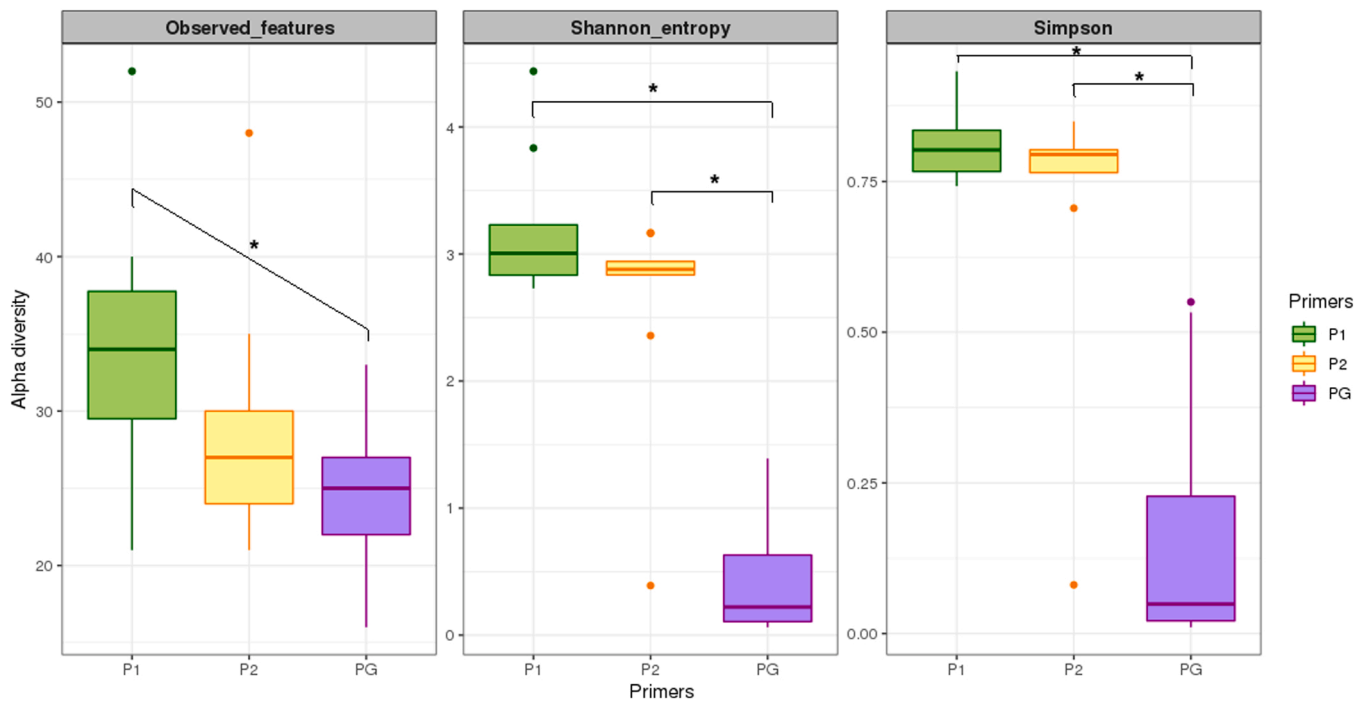 Observed_features
Shannon_entropy
Simpson
Alpha diversity
50
40
30
20
*
P1
P2
PG
4
3
2
1
0
*
*
P1
P2
PG
0.75
0.50
0.25
0.00
*
*
P1
P2
PG
Primers
Primers
P1
P2
PG